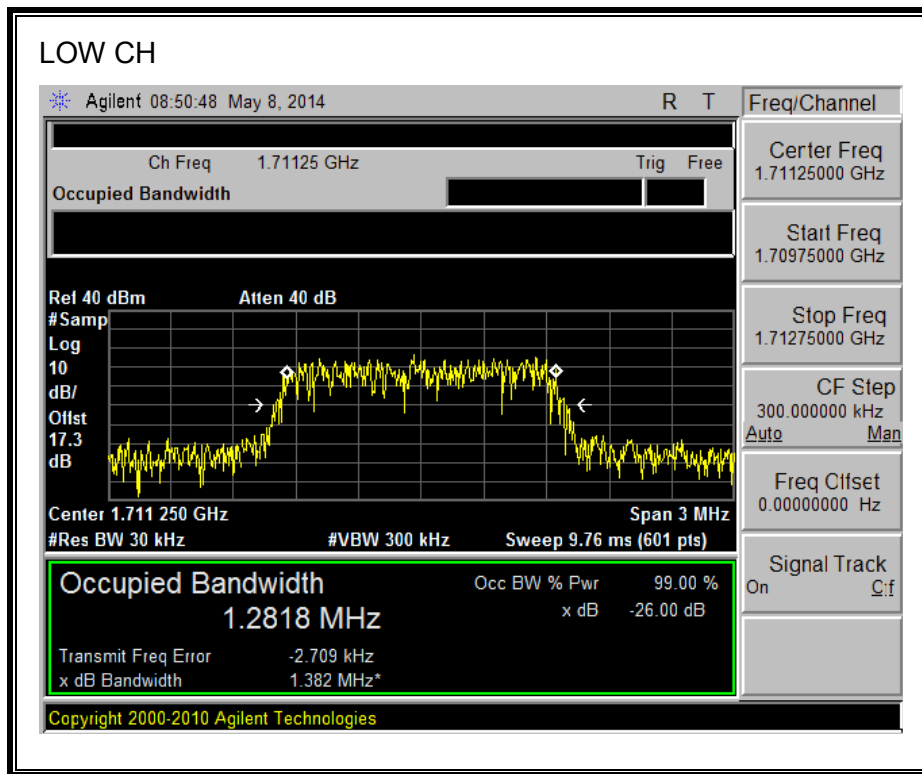 LOW CH
Agilent 08:50:48 May 8, 2014 R T
Freq/Channel
Ch Freq 1.71125 GHz Trig Free
Occupied Bandwidth
Center Freq
1.71125000 GHz
Start Freq
1.70975000 GHz
Stop Freq
1.71275000 GHz
CF Step
300.000000 kHz
Auto Man
Freq Offset
0.00000000 Hz
Signal Track
On Off
Ref 40 dBm Atten 40 dB
#Samp
Log
10
dB/
Offst
17.3
dB
Center 1.711 250 GHz Span 3 MHz
#Res BW 30 kHz #VBW 300 kHz Sweep 9.76 ms (601 pts)
Occupied Bandwidth
1.2818 MHz
Occ BW % Pwr 99.00 %
x dB -26.00 dB
Transmit Freq Error -2.709 kHz
x dB Bandwidth 1.382 MHz*
Copyright 2000-2010 Agilent Technologies